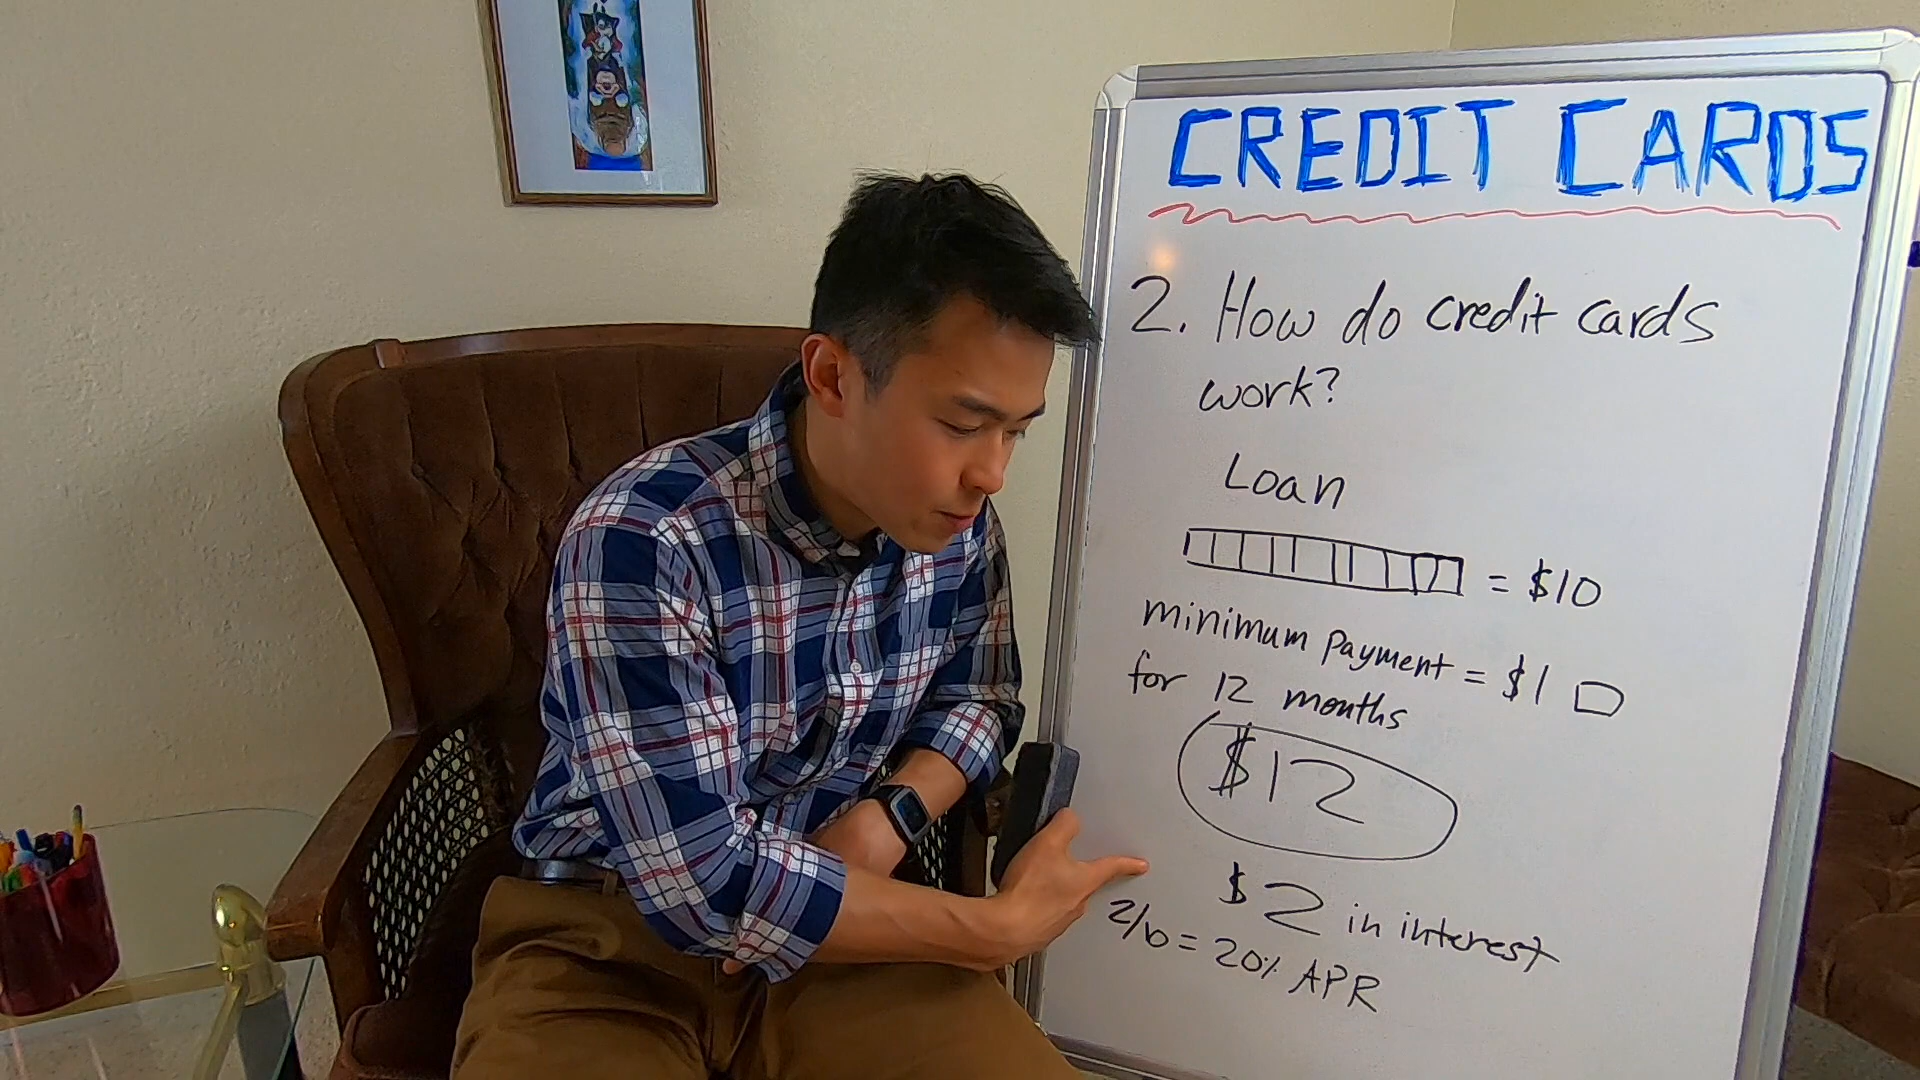 CREDIT CARDS
2. How do credit cards
work?
Loan
= $10
minimum payment = $1
for 12 months
$12
$2 in interest
2/10 = 20% APR